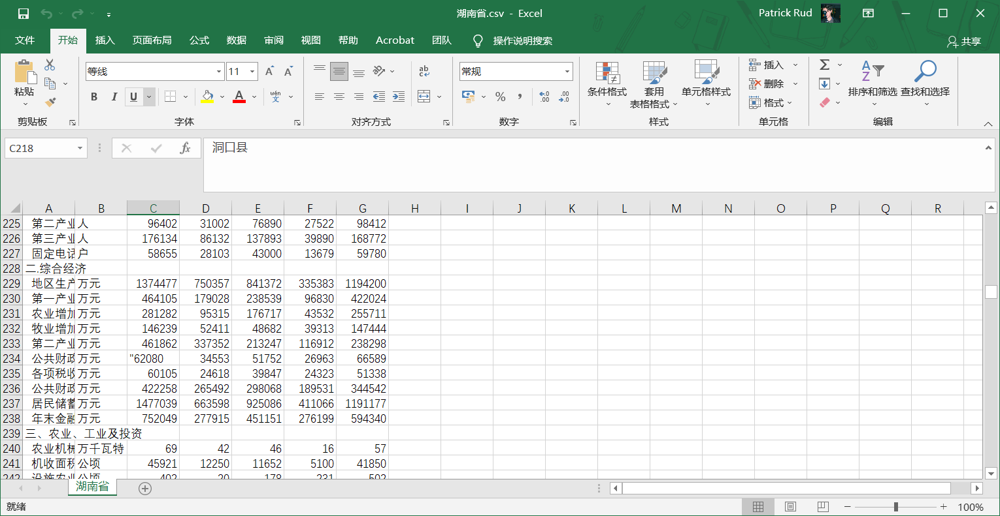 湖南省.csv - Excel
Patrick Rud
文件 开始 插入 页面布局 公式 数据 审阅 视图 帮助 Acrobat 团队 操作说明搜索 共享
粘贴
剪贴板
等线 11 A A
B I U A wén 文
字体
ab c
对齐方式
常规
% , .0 .00 .00 .0
数字
条件格式 套用 表格格式 单元格样式
样式
插入
删除
格式
单元格
Σ
A Z
排序和筛选 查找和选择
编辑
C218 fx 洞口县
A B C D E F G H I J K L M N O P Q R
225 第二产业 人 96402 31002 76890 27522 98412
226 第三产业 人 176134 86132 137893 39890 168772
227 固定电话 户 58655 28103 43000 13679 59780
228 二.综合经济
229 地区生产 万元 1374477 750357 841372 335383 1194200
230 第一产业 万元 464105 179028 238539 96830 422024
231 农业增加 万元 281282 95315 176717 43532 255711
232 牧业增加 万元 146239 52411 48682 39313 147444
233 第二产业 万元 461862 337352 213247 116912 238298
234 公共财政 万元 "62080 34553 51752 26963 66589
235 各项税收 万元 60105 24618 39847 24323 51338
236 公共财政 万元 422258 265492 298068 189531 344542
237 居民储蓄 万元 1477039 663598 925086 411066 1191177
238 年末金融 万元 752049 277915 451151 276199 594340
239 三、农业、工业及投资
240 农业机械 万千瓦特 69 42 46 16 57
241 机收面积 公顷 45921 12250 11652 5100 41850
242 设施农业 公顷 402 20 178 231 502
湖南省
就绪 100%